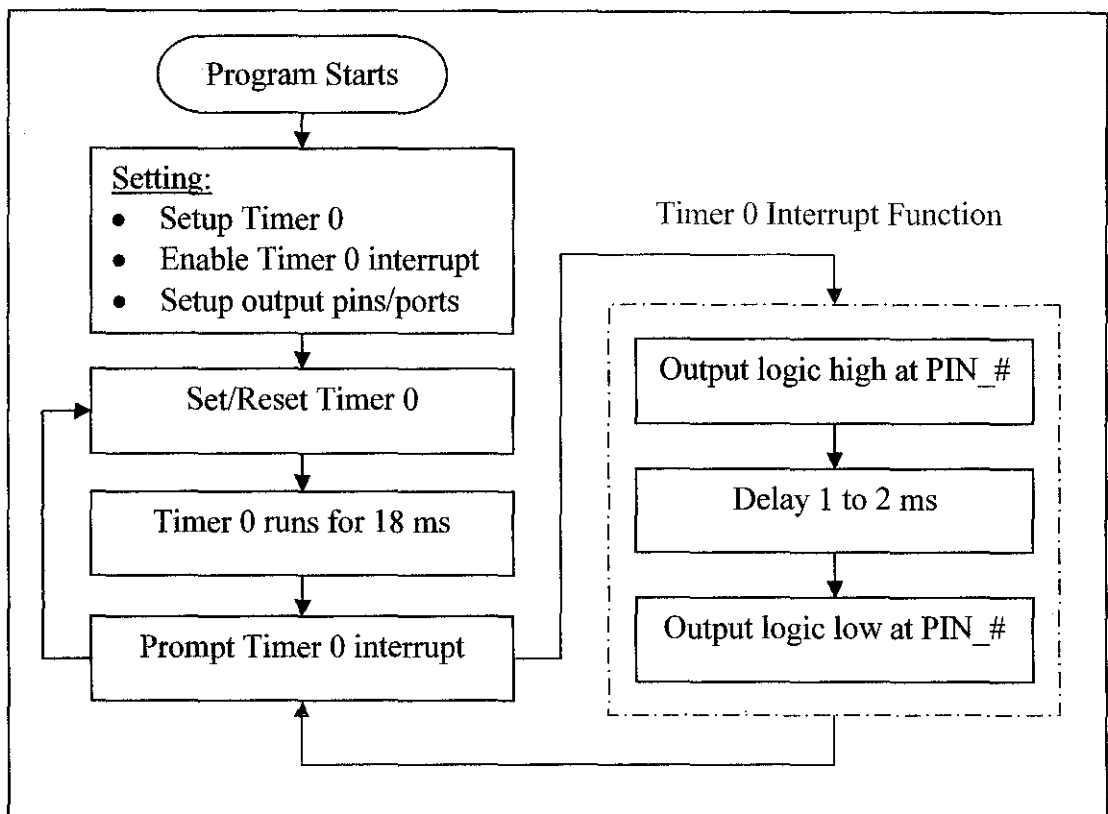 Program Starts
Setting:
• Setup Timer 0
• Enable Timer 0 interrupt
• Setup output pins/ports
Set/Reset Timer 0
Timer 0 runs for 18 ms
Prompt Timer 0 interrupt
Timer 0 Interrupt Function
Output logic high at PIN_#
Delay 1 to 2 ms
Output logic low at PIN_#